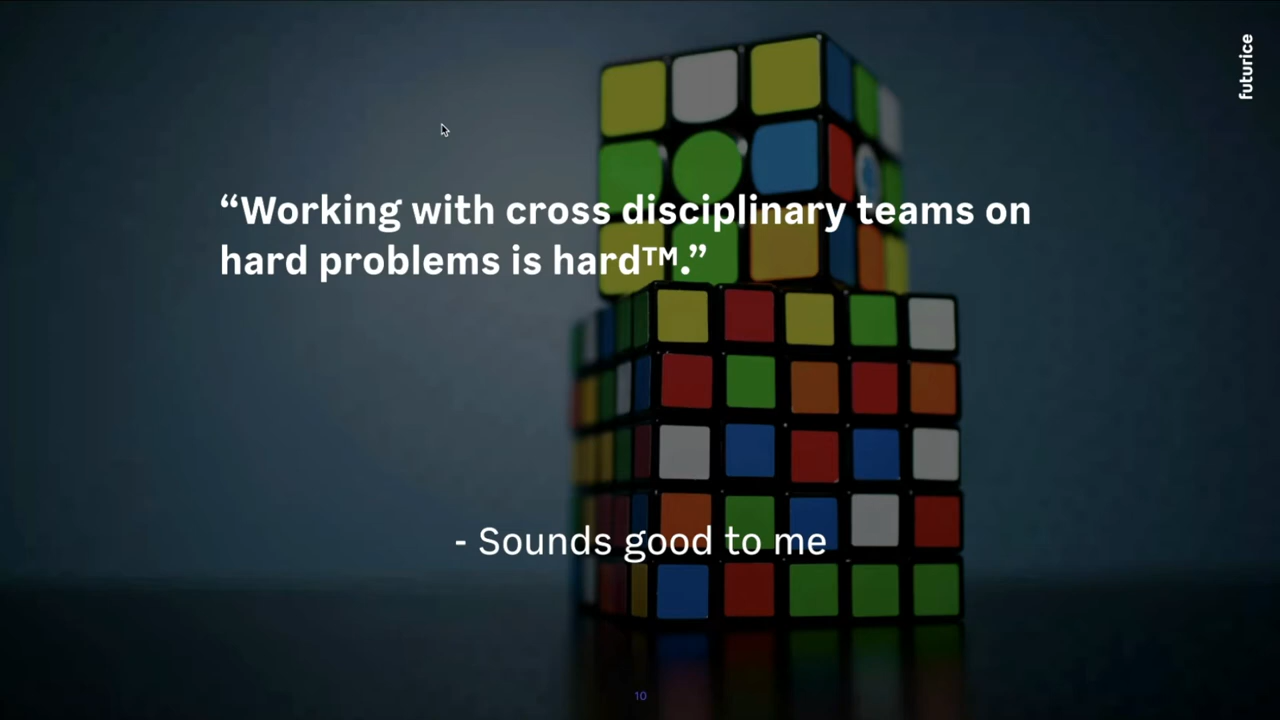 futurice
“Working with cross disciplinary teams on
hard problems is hard™.”
- Sounds good to me
10